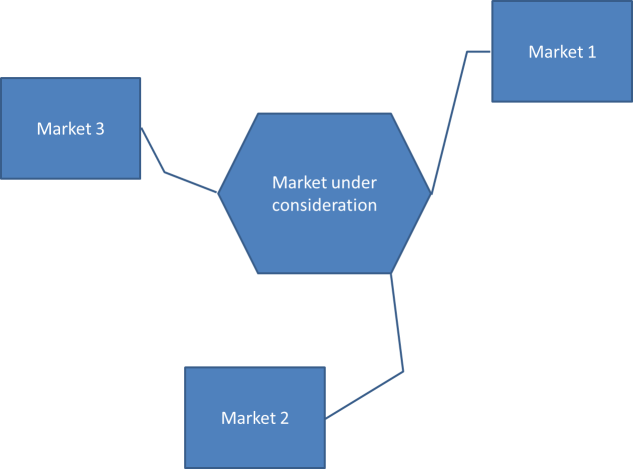 Market 1
Market 3
Market under
consideration
Market 2